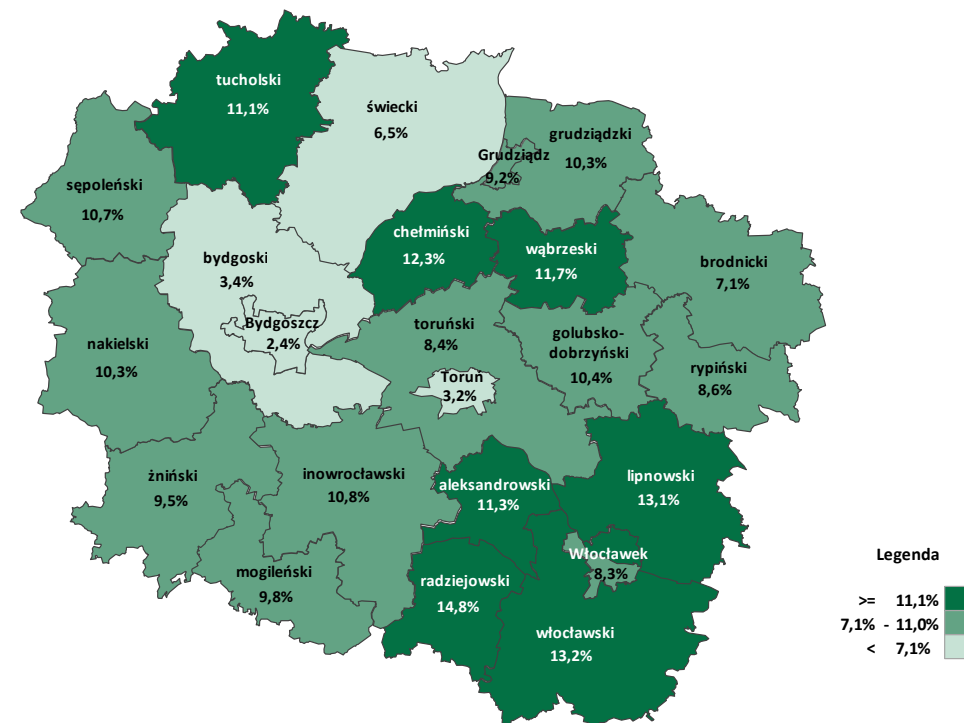 tucholski
11,1%
świecki
6,5%
grudziądzki
10,3%
Grudziądz
9,2%
sępoleński
10,7%
chełmiński
12,3%
wąbrzeski
11,7%
brodnicki
7,1%
bydgoski
3,4%
Bydgoszcz
2,4%
toruński
8,4%
golubsko-
dobrzyński
10,4%
nakielski
10,3%
rypiński
8,6%
Toruń
3,2%
żniński
9,5%
inowrocławski
10,8%
aleksandrowski
11,3%
lipnowski
13,1%
Włocławek
8,3%
mogileński
9,8%
radziejowski
14,8%
włocławski
13,2%
Legenda
>= 11,1%
7,1% - 11,0%
< 7,1%